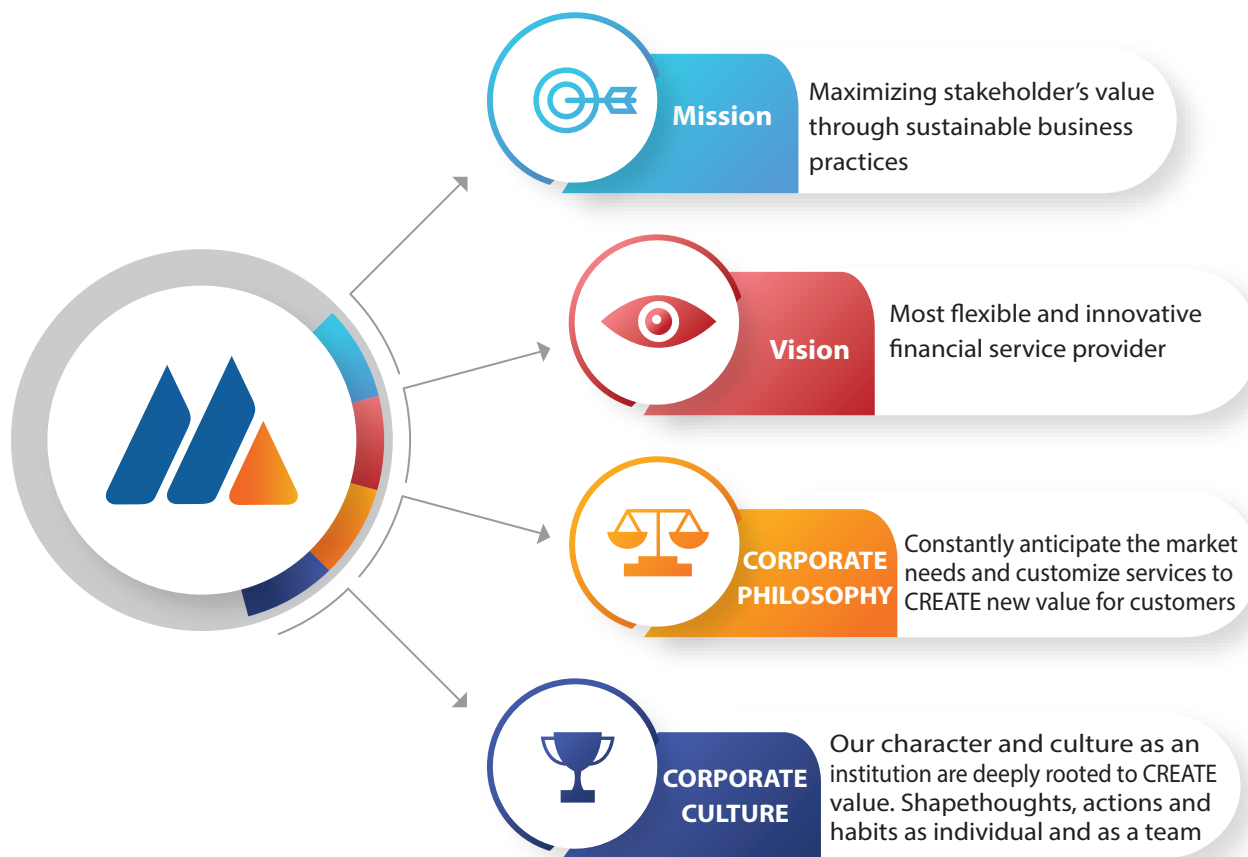 Mission
Maximizing stakeholder’s value
through sustainable business
practices
Vision
Most flexible and innovative
financial service provider
CORPORATE
PHILOSOPHY
Constantly anticipate the market
needs and customize services to
CREATE new value for customers
CORPORATE
CULTURE
Our character and culture as an
institution are deeply rooted to CREATE
value. Shapethoughts, actions and
habits as individual and as a team